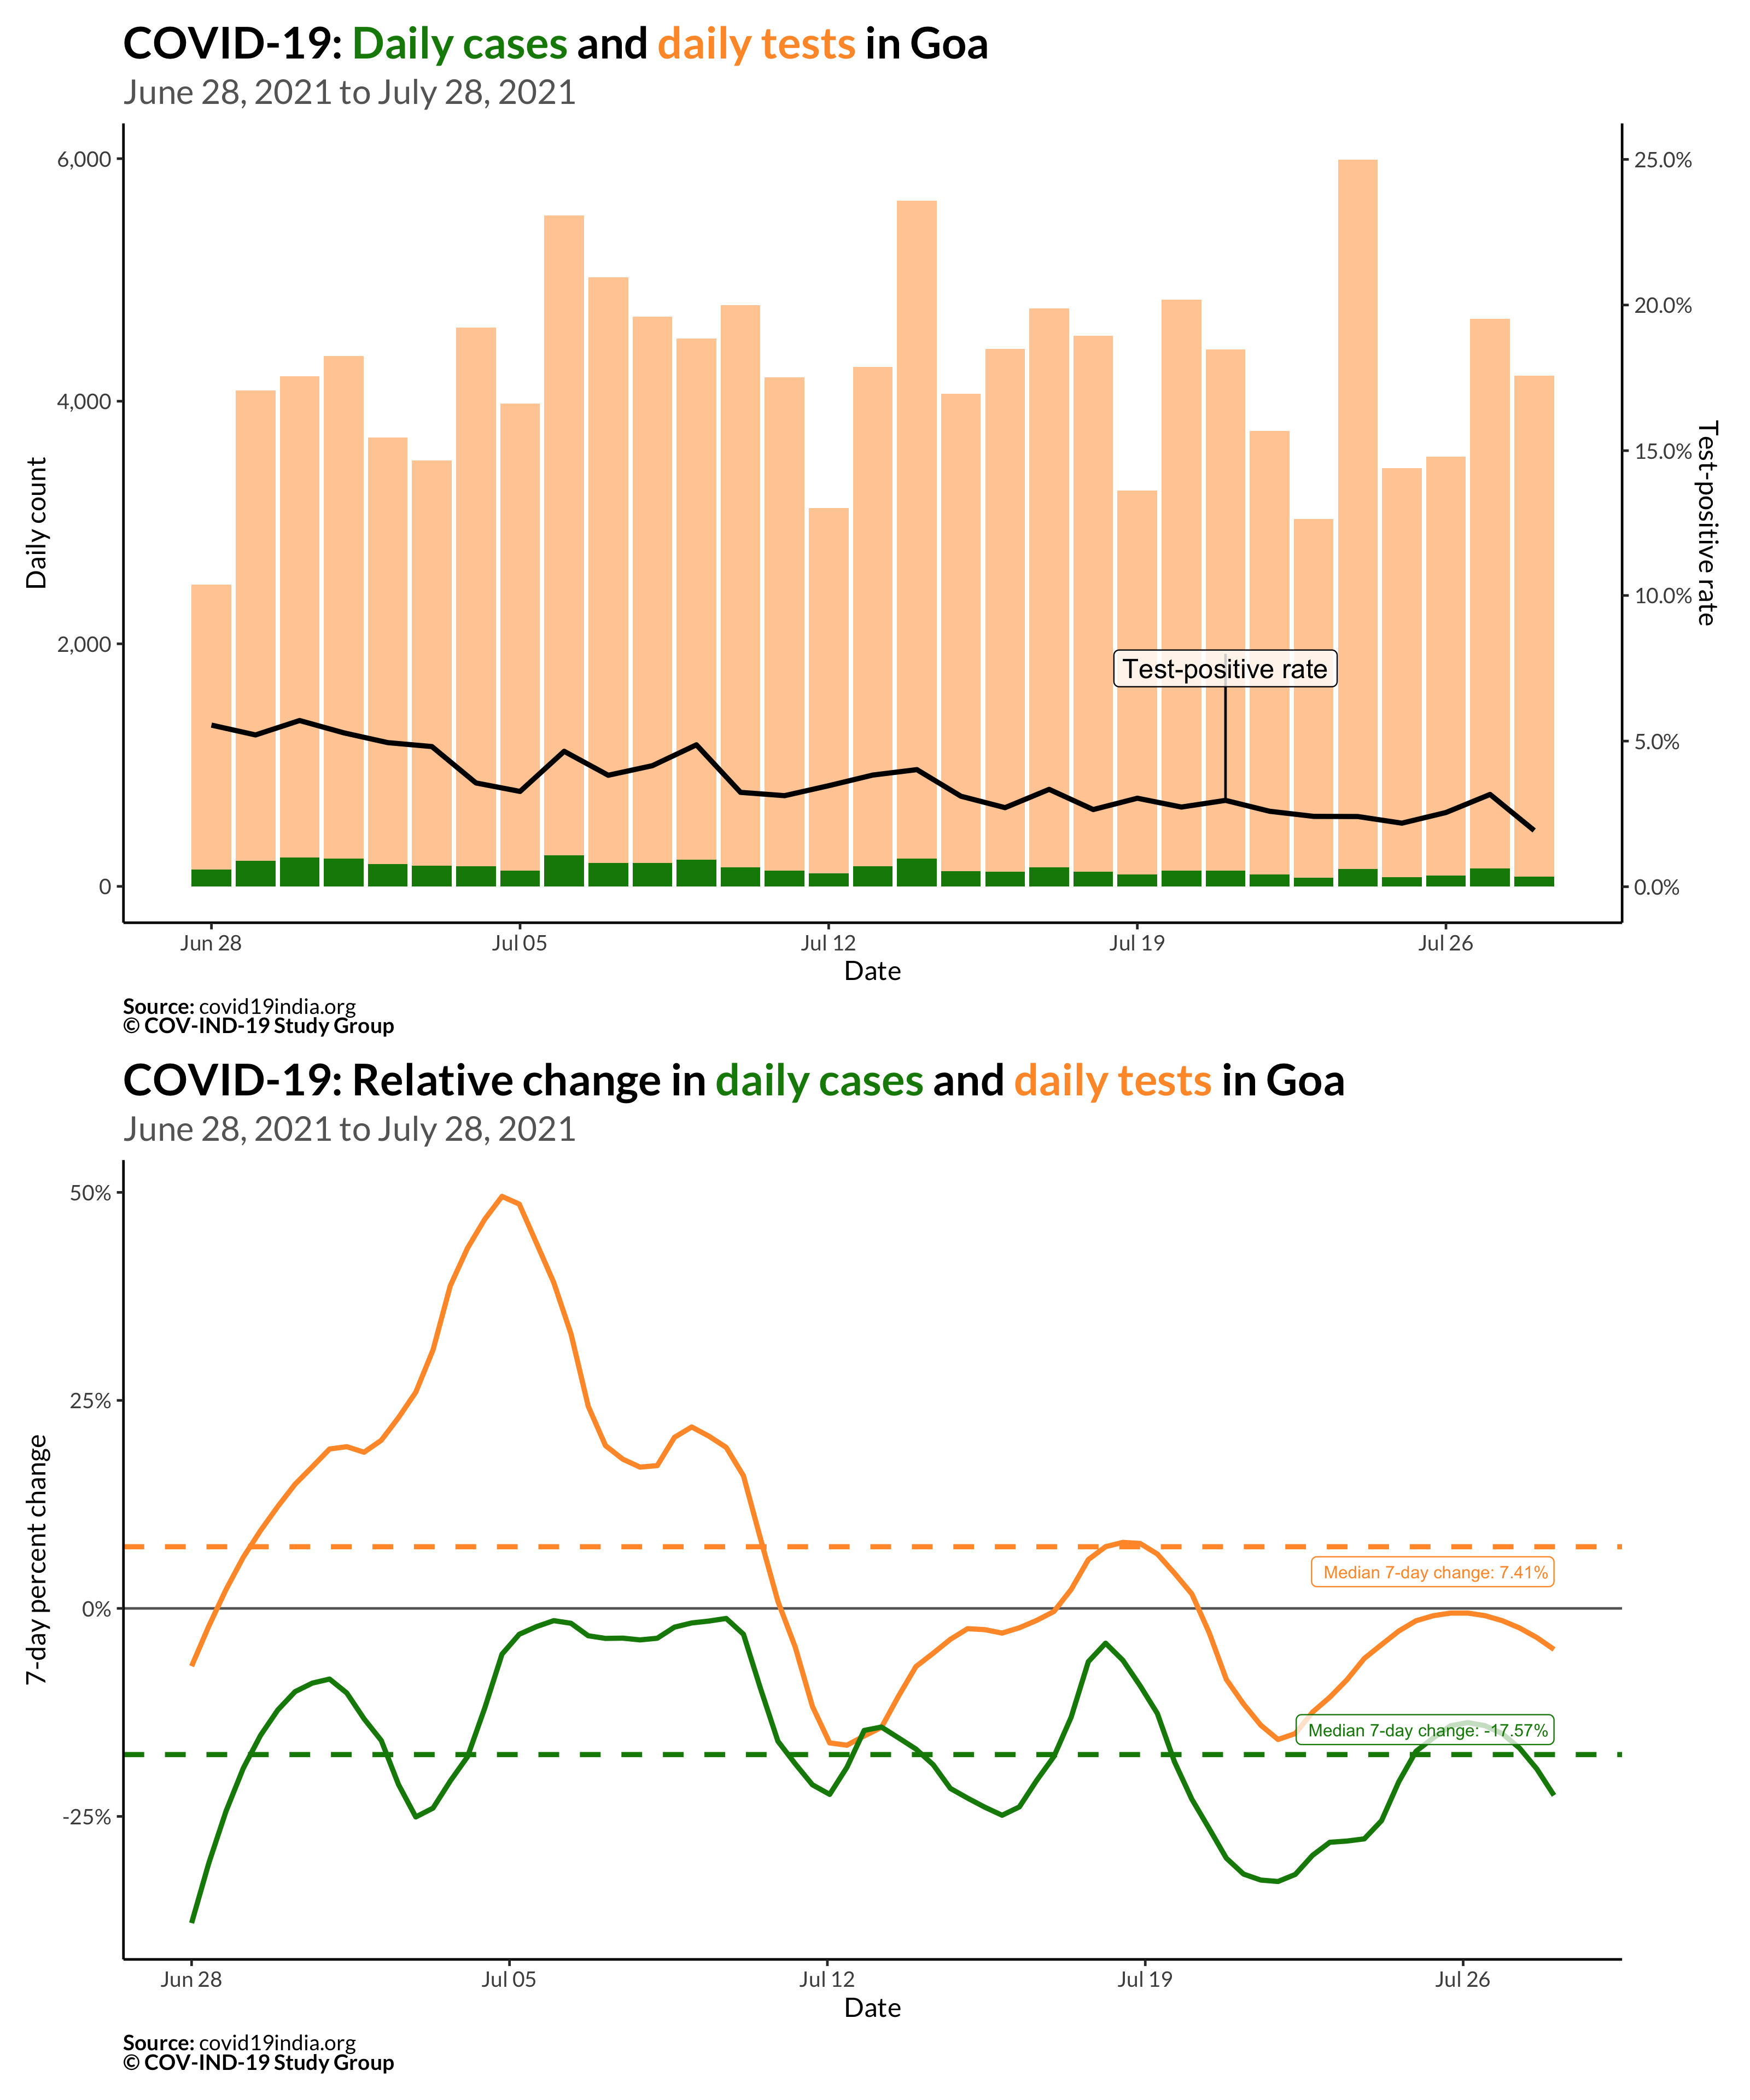 COVID-19: Daily cases and daily tests in Goa
June 28, 2021 to July 28, 2021
6,000
4,000
2,000
0
Daily count
25.0%
20.0%
15.0%
10.0%
5.0%
0.0%
Test-positive rate
Test-positive rate
Jun 28
Jul 05
Jul 12
Jul 19
Jul 26
Date
Source: covid19india.org
© COV-IND-19 Study Group
COVID-19: Relative change in daily cases and daily tests in Goa
June 28, 2021 to July 28, 2021
50%
25%
0%
-25%
7-day percent change
Median 7-day change: 7.41%
Median 7-day change: -17.57%
Jun 28
Jul 05
Jul 12
Jul 19
Jul 26
Date
Source: covid19india.org
© COV-IND-19 Study Group